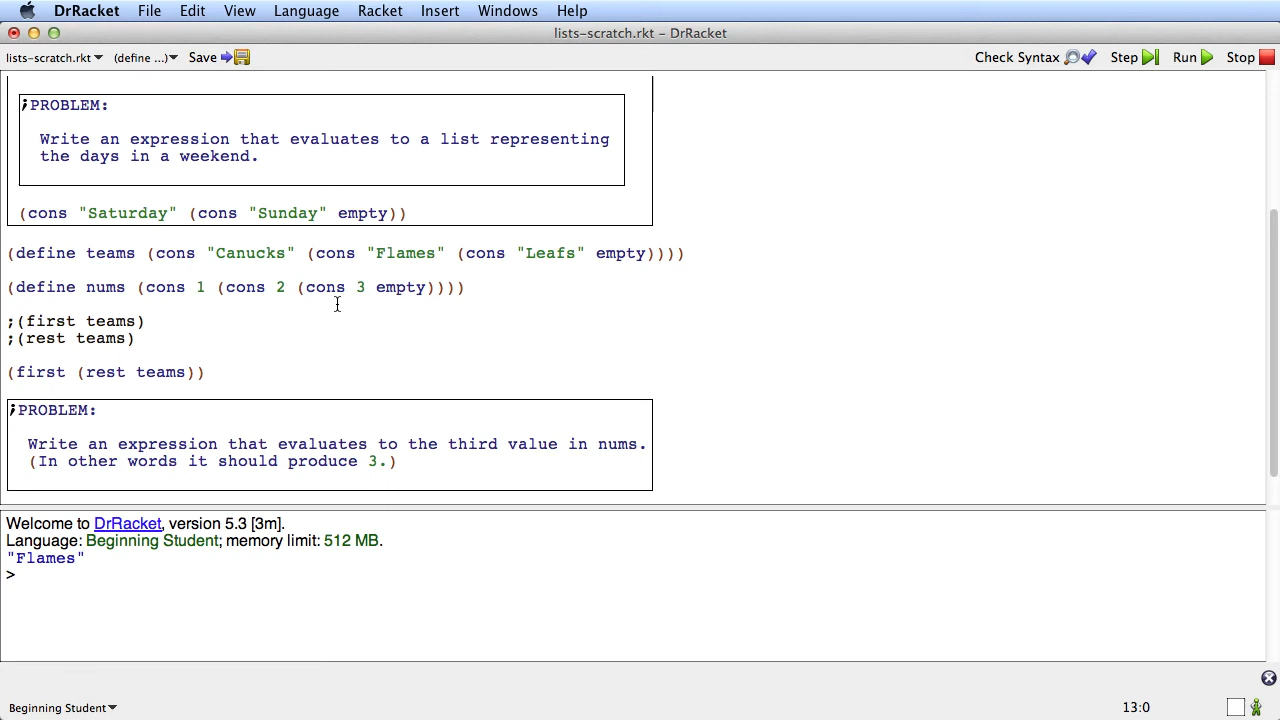 DrRacket File Edit View Language Racket Insert Windows Help
lists-scratch.rkt – DrRacket
lists-scratch.rkt (define ...) Save Check Syntax Step Run Stop
;PROBLEM:
Write an expression that evaluates to a list representing
the days in a weekend.
(cons "Saturday" (cons "Sunday" empty))
(define teams (cons "Canucks" (cons "Flames" (cons "Leafs" empty))))
(define nums (cons 1 (cons 2 (cons 3 empty))))
;(first teams)
;(rest teams)
(first (rest teams))
;PROBLEM:
Write an expression that evaluates to the third value in nums.
(In other words it should produce 3.)
Welcome to DrRacket, version 5.3 [3m].
Language: Beginning Student; memory limit: 512 MB.
"Flames"
>
Beginning Student 13:0